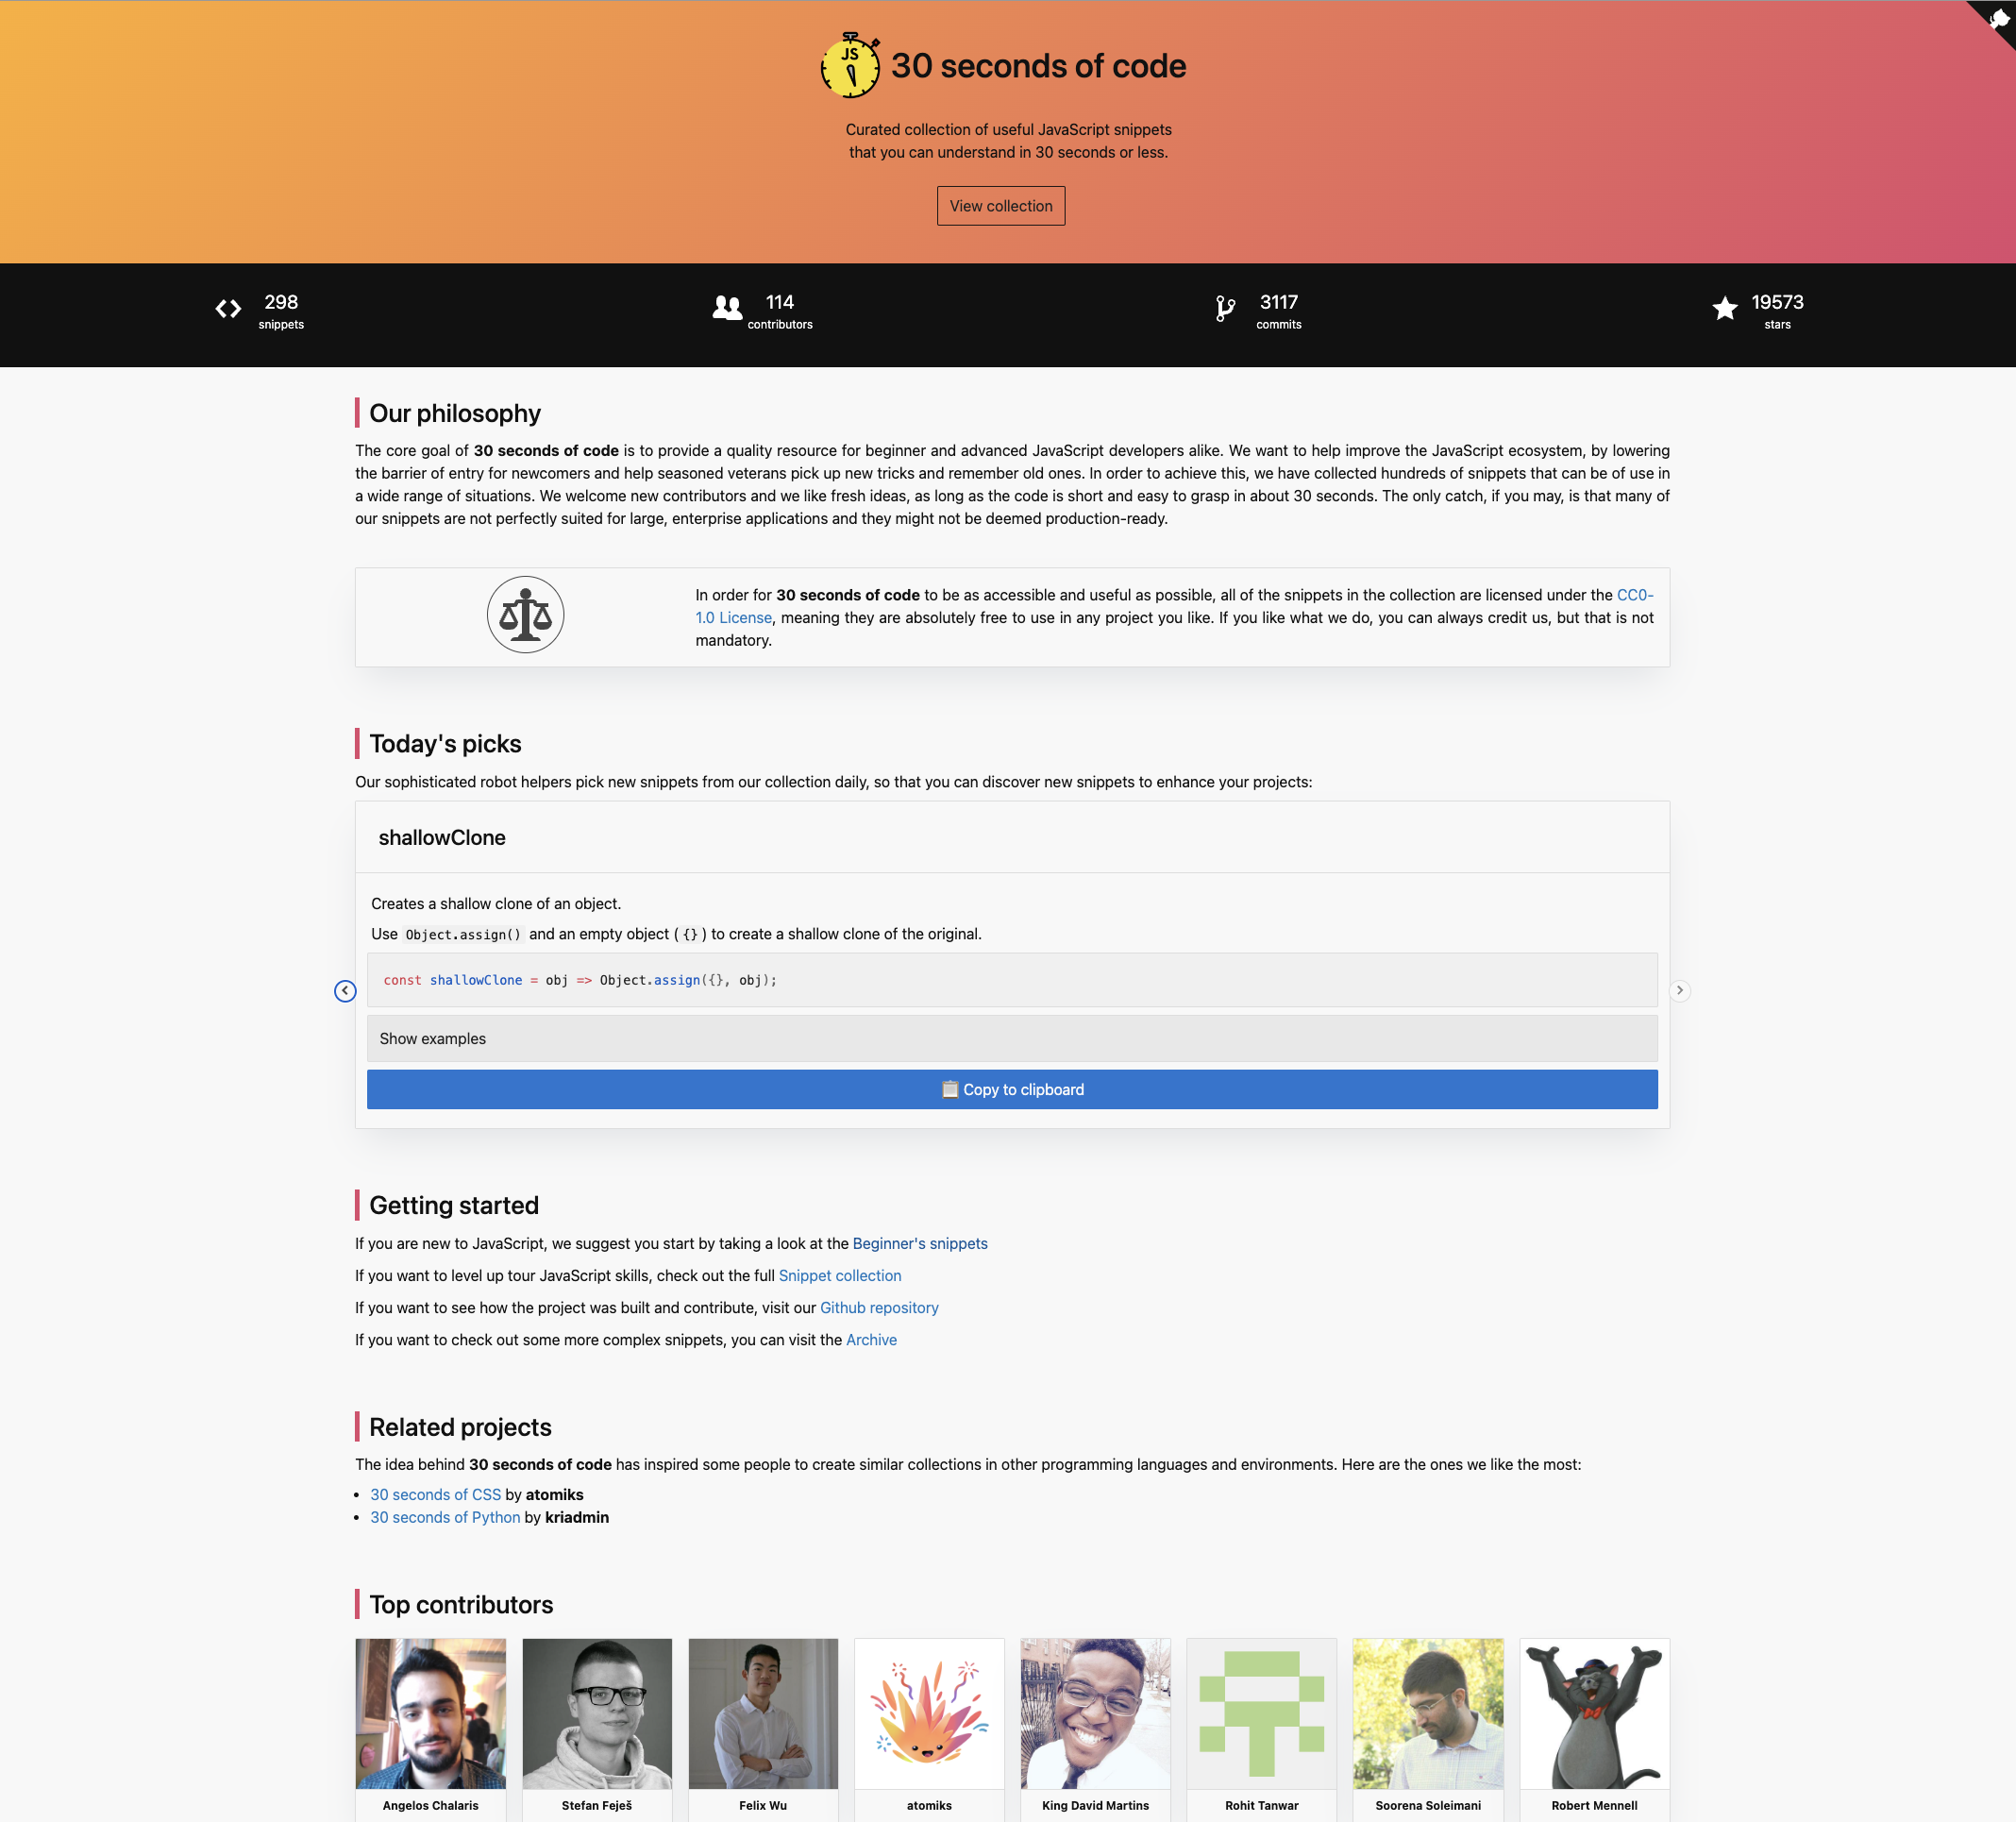 JS
30 seconds of code
Curated collection of useful JavaScript snippets
that you can understand in 30 seconds or less.
View collection
298
snippets
114
contributors
3117
commits
19573
stars
Our philosophy
The core goal of 30 seconds of code is to provide a quality resource for beginner and advanced JavaScript developers alike. We want to help improve the JavaScript ecosystem, by lowering
the barrier of entry for newcomers and help seasoned veterans pick up new tricks and remember old ones. In order to achieve this, we have collected hundreds of snippets that can be of use in
a wide range of situations. We welcome new contributors and we like fresh ideas, as long as the code is short and easy to grasp in about 30 seconds. The only catch, if you may, is that many of
our snippets are not perfectly suited for large, enterprise applications and they might not be deemed production-ready.
In order for 30 seconds of code to be as accessible and useful as possible, all of the snippets in the collection are licensed under the CC0-
1.0 License, meaning they are absolutely free to use in any project you like. If you like what we do, you can always credit us, but that is not
mandatory.
Today's picks
Our sophisticated robot helpers pick new snippets from our collection daily, so that you can discover new snippets to enhance your projects:
shallowClone
Creates a shallow clone of an object.
Use Object.assign() and an empty object ({}) to create a shallow clone of the original.
const shallowClone = obj => Object.assign({}, obj);
Show examples
📋 Copy to clipboard
Getting started
If you are new to JavaScript, we suggest you start by taking a look at the Beginner's snippets
If you want to level up tour JavaScript skills, check out the full Snippet collection
If you want to see how the project was built and contribute, visit our Github repository
If you want to check out some more complex snippets, you can visit the Archive
Related projects
The idea behind 30 seconds of code has inspired some people to create similar collections in other programming languages and environments. Here are the ones we like the most:
• 30 seconds of CSS by atomiks
• 30 seconds of Python by kriadmin
Top contributors
Angelos Chalaris
Stefan Feješ
Felix Wu
atomiks
King David Martins
Rohit Tanwar
Soorena Soleimani
Robert Mennell